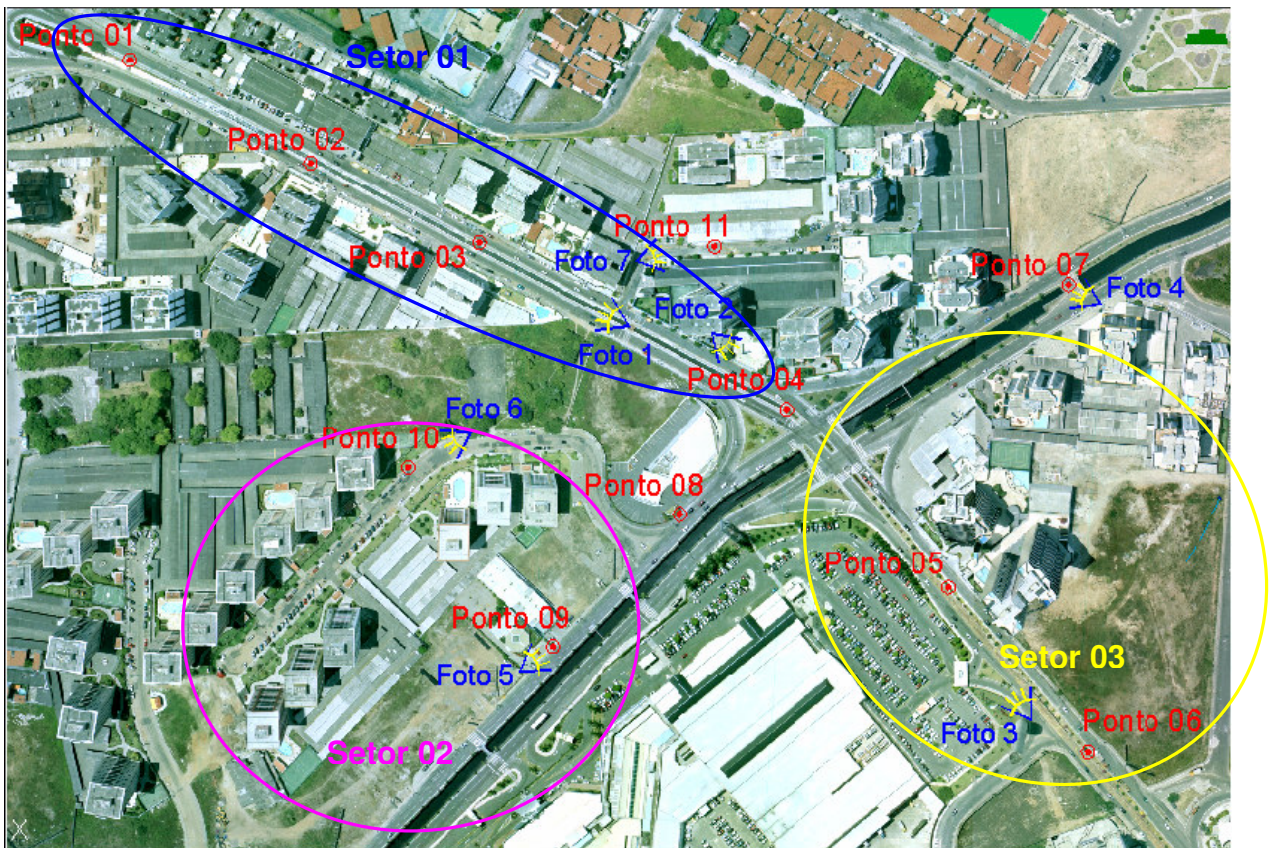 Ponto 01
Setor 01
Ponto 02
Ponto 11
Ponto 03
Foto 7
Ponto 07
Foto 4
Foto 2
Foto 1
Ponto 04
Foto 6
Ponto 10
Ponto 08
Ponto 05
Ponto 09
Foto 5
Setor 03
Foto 3
Ponto 06
Setor 02